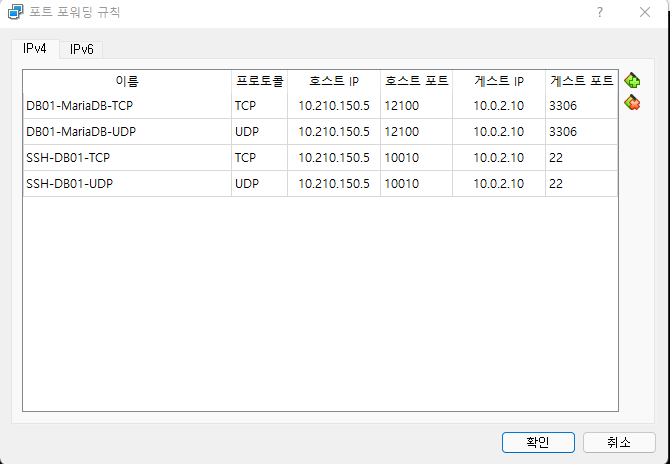 포트 포워딩 규칙
IPv4 IPv6
이름 프로토콜 호스트 IP 호스트 포트 게스트 IP 게스트 포트
DB01-MariaDB-TCP TCP 10.210.150.5 12100 10.0.2.10 3306
DB01-MariaDB-UDP UDP 10.210.150.5 12100 10.0.2.10 3306
SSH-DB01-TCP TCP 10.210.150.5 10010 10.0.2.10 22
SSH-DB01-UDP UDP 10.210.150.5 10010 10.0.2.10 22
확인 취소